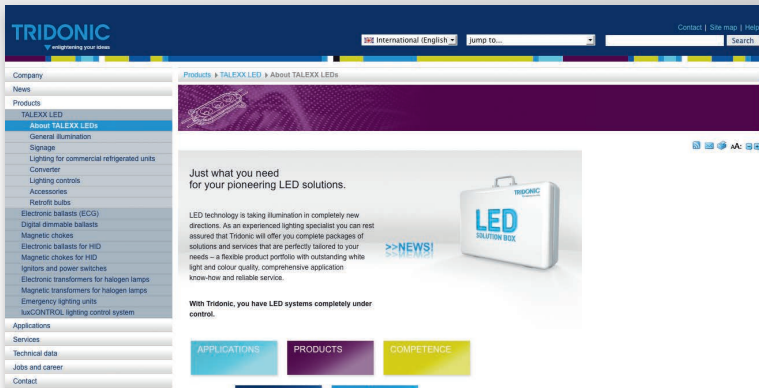 TRIDONIC
enlightening your ideas
International (English
jump to...
Contact | Site map | Help
Search
Company
News
Products
TALEXX LED
About TALEXX LEDs
General illumination
Signage
Lighting for commercial refrigerated units
Converter
Lighting controls
Accessories
Retrofit bulbs
Electronic ballasts (ECG)
Digital dimmable ballasts
Magnetic chokes
Electronic ballasts for HID
Magnetic chokes for HID
Ignitors and power switches
Electronic transformers for halogen lamps
Magnetic transformers for halogen lamps
Emergency lighting units
luxCONTROL lighting control system
Applications
Services
Technical data
Jobs and career
Contact
Products TALEXX LED About TALEXX LEDs
AA:
Just what you need
for your pioneering LED solutions.
LED technology is taking illumination in completely new
directions. As an experienced lighting specialist you can rest
assured that Tridonic will offer you complete packages of
solutions and services that are perfectly tailored to your
needs – a flexible product portfolio with outstanding white
light and colour quality, comprehensive application
know-how and reliable service.
With Tridonic, you have LED systems completely under
control.
>>NEWS!
TRIDONIC
LED
SOLUTION BOX
APPLICATIONS
PRODUCTS
COMPETENCE